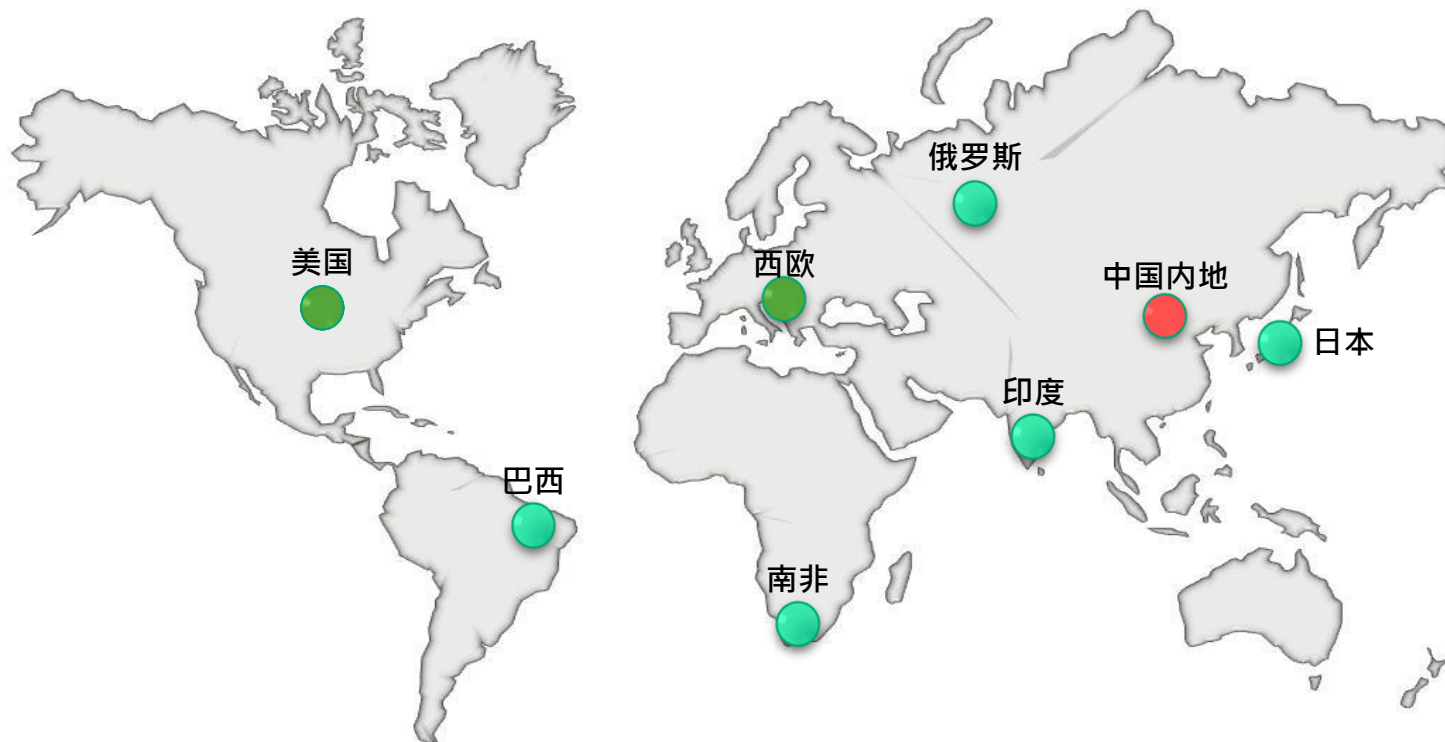 俄罗斯
美国
西欧
中国内地
日本
印度
巴西
南非